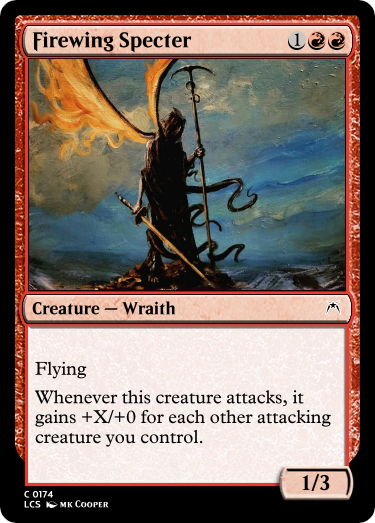 Firewing Specter 1
Creature — Wraith
Flying
Whenever this creature attacks, it
gains +X/+0 for each other attacking
creature you control.
1/3
C 0174
LCS MK COOPER